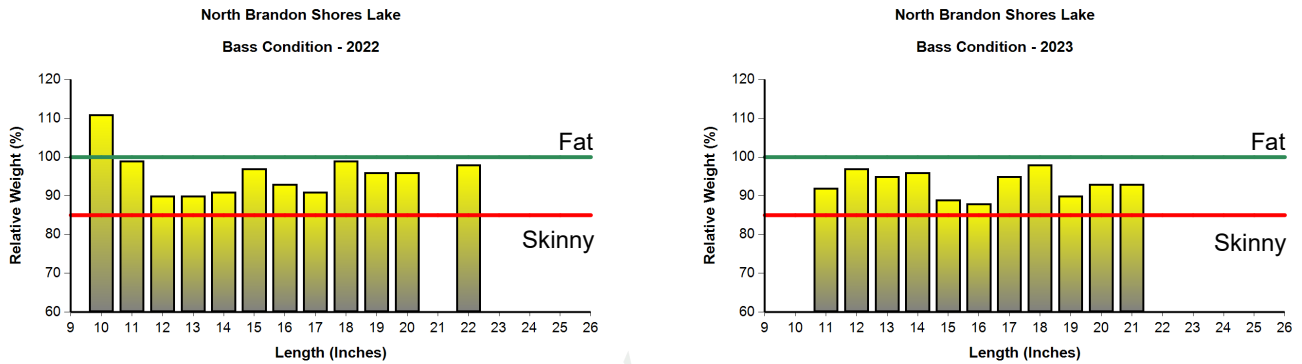 North Brandon Shores Lake
Bass Condition - 2022
Relative Weight (%)
120
110
100
90
80
70
60
Fat
Skinny
9 10 11 12 13 14 15 16 17 18 19 20 21 22 23 24 25 26
Length (Inches)
North Brandon Shores Lake
Bass Condition - 2023
Relative Weight (%)
120
110
100
90
80
70
60
Fat
Skinny
9 10 11 12 13 14 15 16 17 18 19 20 21 22 23 24 25 26
Length (Inches)